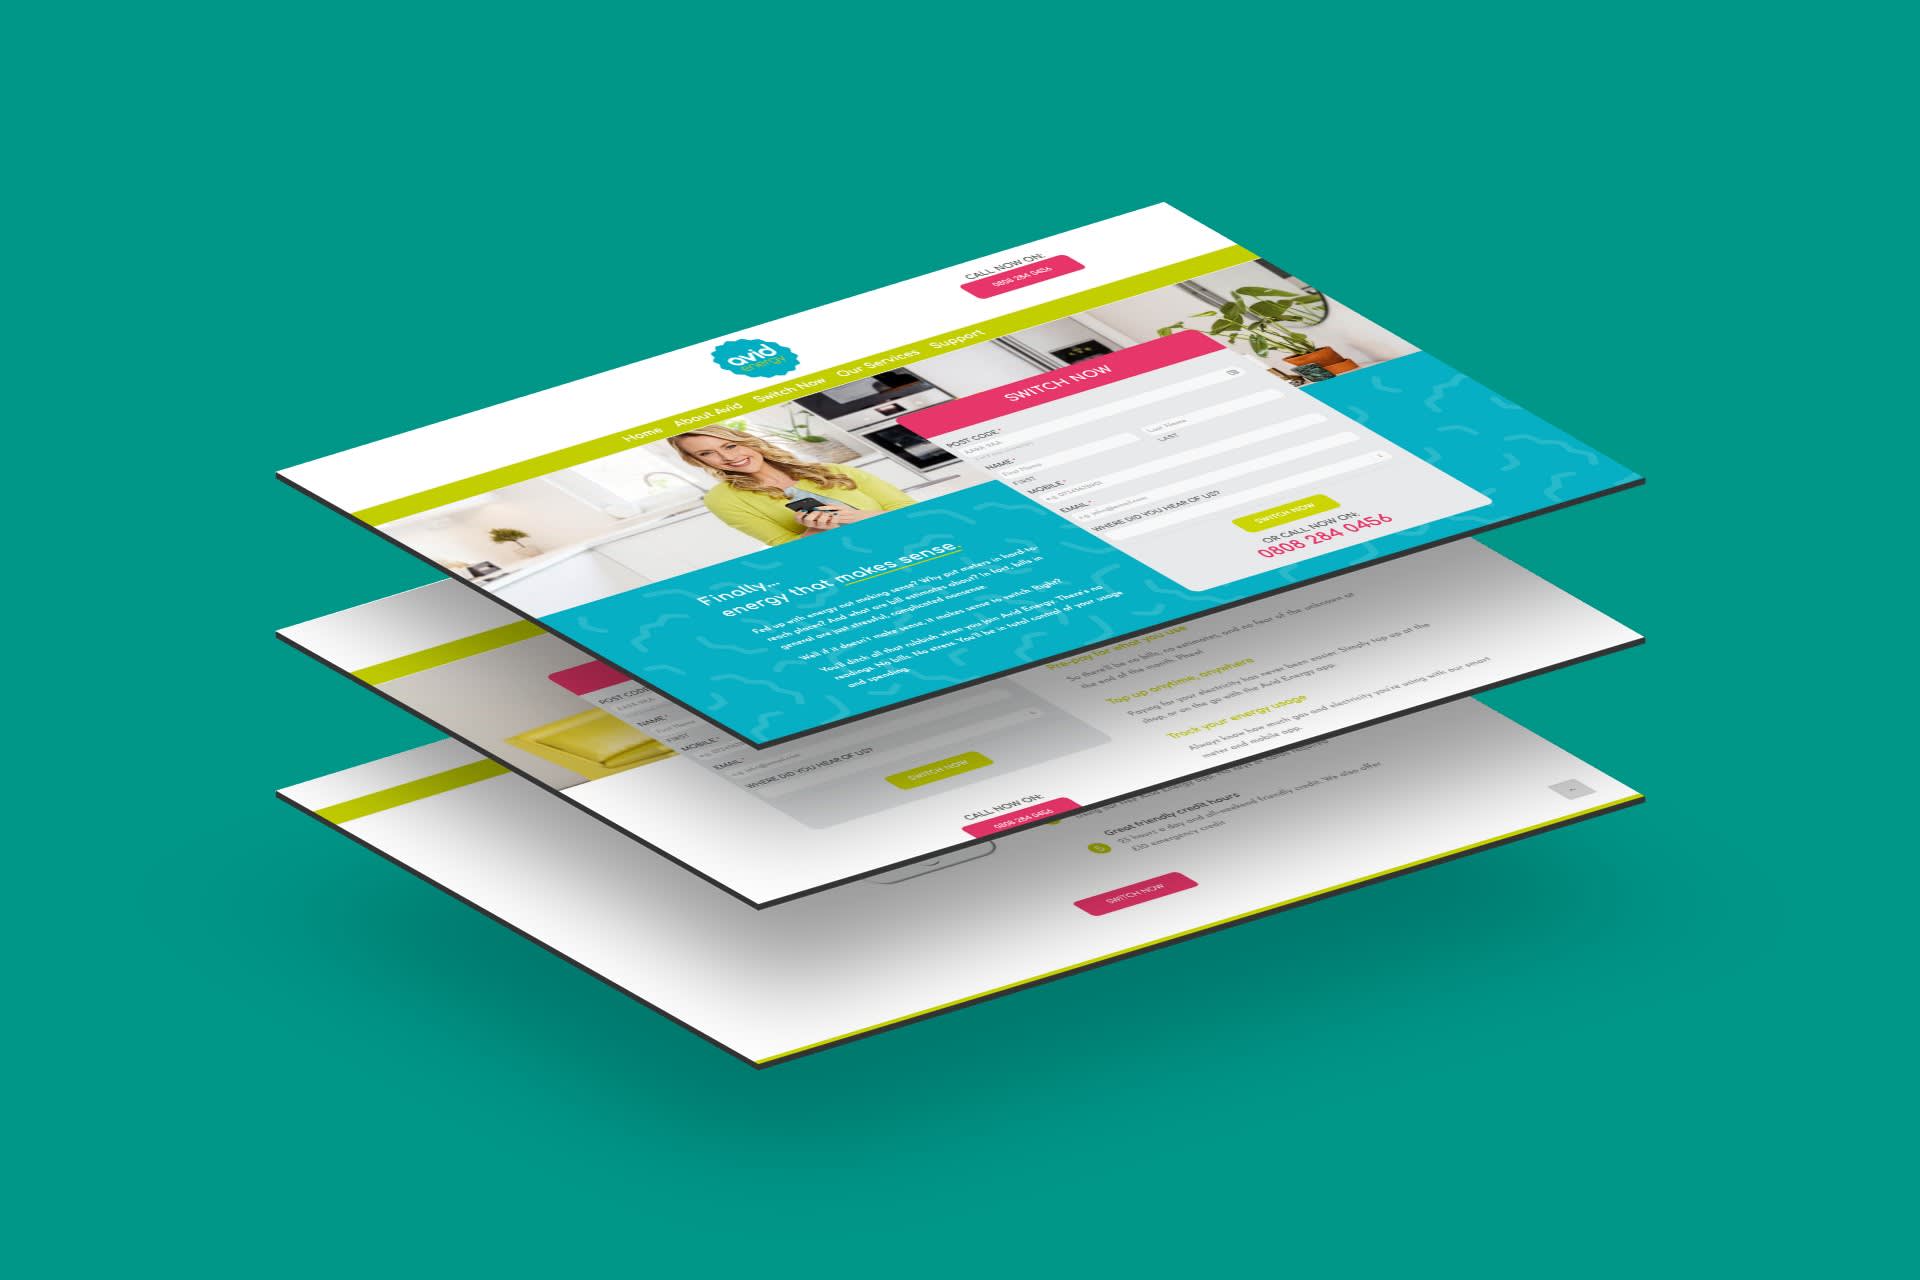 CALL NOW ON:
0808 284 0456
avid
energy
Home About Avid Switch Now Our Services Support
SWITCH NOW
POST CODE*
NAME*
First Name
Last Name
FIRST
LAST
MOBILE*
EMAIL*
WHERE DID YOU HEAR OF US?
SWITCH NOW
OR CALL NOW ON:
0808 284 0456
Finally...
energy that makes sense.
Fed up with energy not making sense? Why put meters in hard-to-
reach places? And what are bill estimates about? In fact, bills in
general are just stressful, complicated nonsense.
Well if it doesn't make sense, it makes sense to switch. Right?
You'll ditch all that rubbish when you join Avid Energy. There's no
readings. No bills. No stress. You'll be in total control of your usage
and spending.
POST CODE
NAME*
First Name
FIRST
MOBILE*
EMAIL*
WHERE DID YOU HEAR OF US?
SWITCH NOW
CALL NOW ON:
0808 284 0456
Pre-pay for what you use
So there'll be no bills, no estimates, and no fear of the unknown at
the end of the month. Phew!
Top up anytime, anywhere
Paying for your electricity has never been easier. Simply top up at the
shop, or on the go with the Avid Energy app.
Track your energy usage
Always know how much gas and electricity you're using with our smart
meter and mobile app.
5
Great friendly credit hours
23 hours a day and all-weekend friendly credit. We also offer
£10 emergency credit
SWITCH NOW